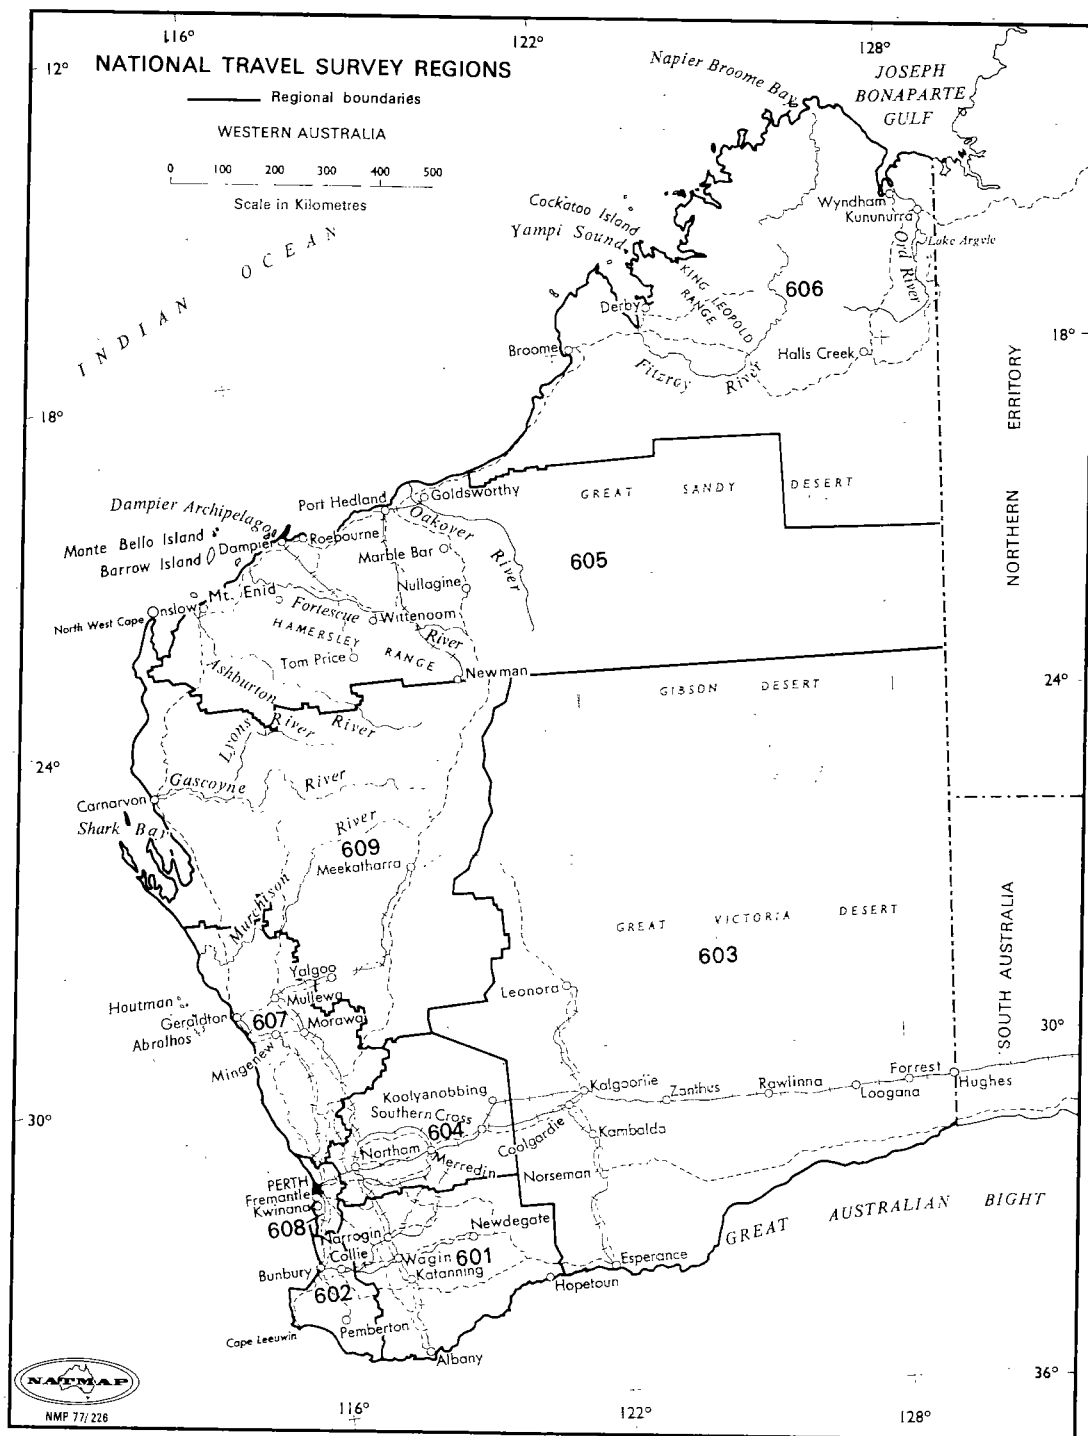 116°
122°
128°
12°
NATIONAL TRAVEL SURVEY REGIONS
Regional boundaries
WESTERN AUSTRALIA
0 100 200 300 400 500
Scale in Kilometres
Napier Broome Bay
JOSEPH
BONAPARTE
GULF
Cockatoo Island
Yampi Sound
Wyndham
Kununurra
Lake Argyle
Ord River
INDIAN OCEAN
KING LEOPOLD
RANGE
606
Derby
Broome
Fitzroy River
Halls Creek
18°
18°
NORTHERN ERRITORY
GREAT SANDY DESERT
Dampier Archipelago
Port Hedland
Goldsworthy
Monte Bello Island
Barrow Island
Dampier
Roebourne
Oakover River
Marble Bar
605
Nullagine
North West Cape
Onslow
Mt. Enid
Fortescue River
Wittenoom
HAMERSLEY RANGE
Tom Price
Newman
Ashburton River
GIBSON DESERT
24°
24°
Lyons River
Gascoyne River
Carnarvon
Shark Bay
Murchison River
609
Meekatharra
GREAT VICTORIA DESERT
603
SOUTH AUSTRALIA
Yalgoo
Leonora
Houtman
Abrolhos
Geraldton
607
Mullewa
Morawa
Mingenew
30°
30°
Koolyanobbing
Southern Cross
604
Kalgoorlie
Zanthus
Rawlinna
Loogana
Forrest
Hughes
Coolgardie
Kambalda
Northam
Merredin
Norseman
PERTH
Fremantle
Kwinana
608
Narrogin
Newdegate
Collie
Wagin
601
Bunbury
Katanning
Esperance
Hopetoun
GREAT AUSTRALIAN BIGHT
602
Pemberton
Cape Leeuwin
Albany
NATMAP
NMP 77/226
116°
122°
128°
36°